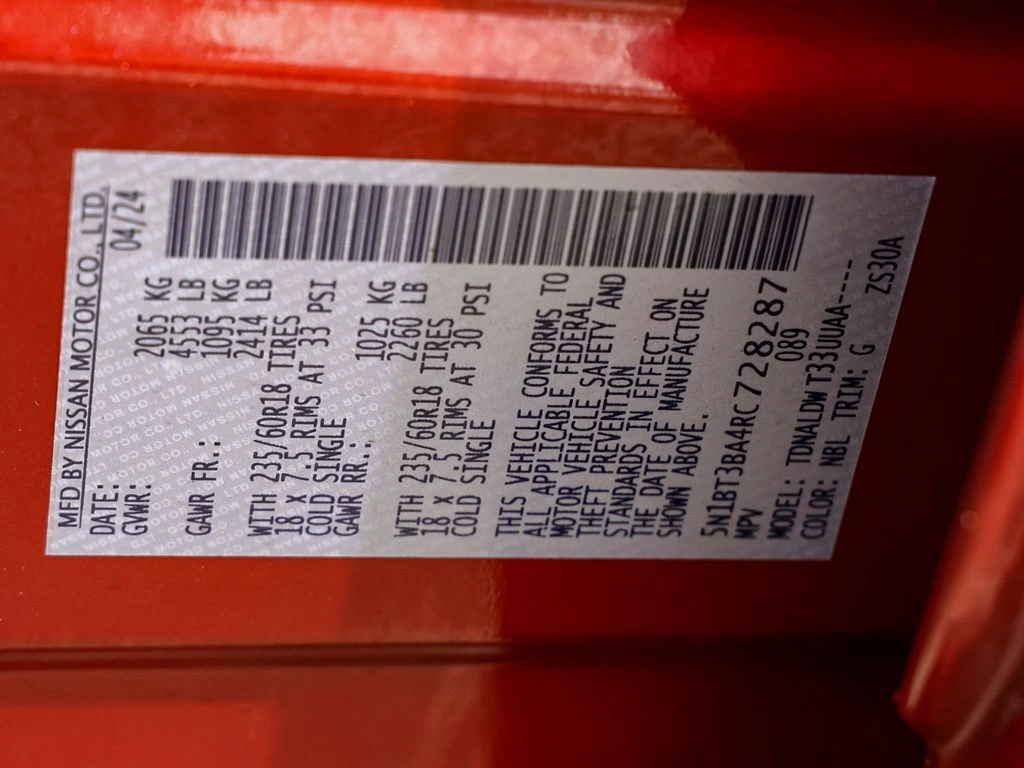 MFD BY NISSAN MOTOR CO., LTD.
DATE: 04/24
GVWR: 2065 KG
4553 LB
GAWR FR.: 1095 KG
2414 LB
WITH 235/60R18 TIRES
18 X 7.5 RIMS AT 33 PSI
COLD SINGLE
GAWR RR.: 1025 KG
2260 LB
WITH 235/60R18 TIRES
18 X 7.5 RIMS AT 30 PSI
COLD SINGLE
THIS VEHICLE CONFORMS TO
ALL APPLICABLE FEDERAL
MOTOR VEHICLE SAFETY AND
THEFT PREVENTION
STANDARDS IN EFFECT ON
THE DATE OF MANUFACTURE
SHOWN ABOVE.
5N1BT3BA4RC728287
MPV 089
MODEL: TDNALDWT33UUAA----
COLOR: NBL TRIM: G ZS30A